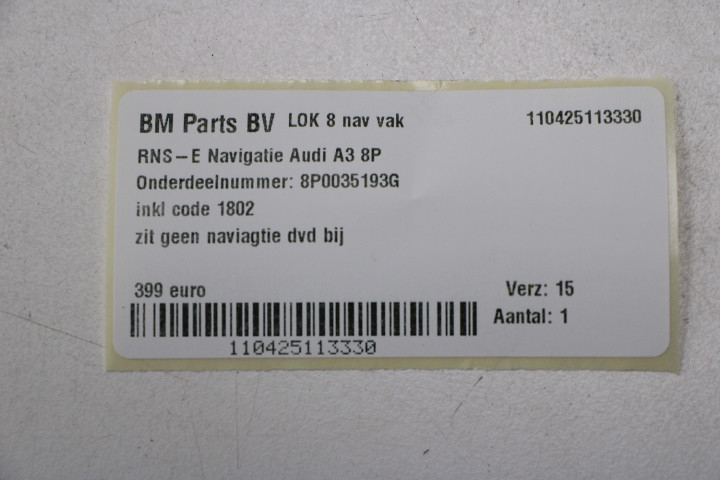 BM Parts BV LOK 8 nav vak 110425113330
RNS-E Navigatie Audi A3 8P
Onderdeelnummer: 8P0035193G
inkl code 1802
zit geen naviagtie dvd bij
399 euro Verz: 15
Aantal: 1
110425113330